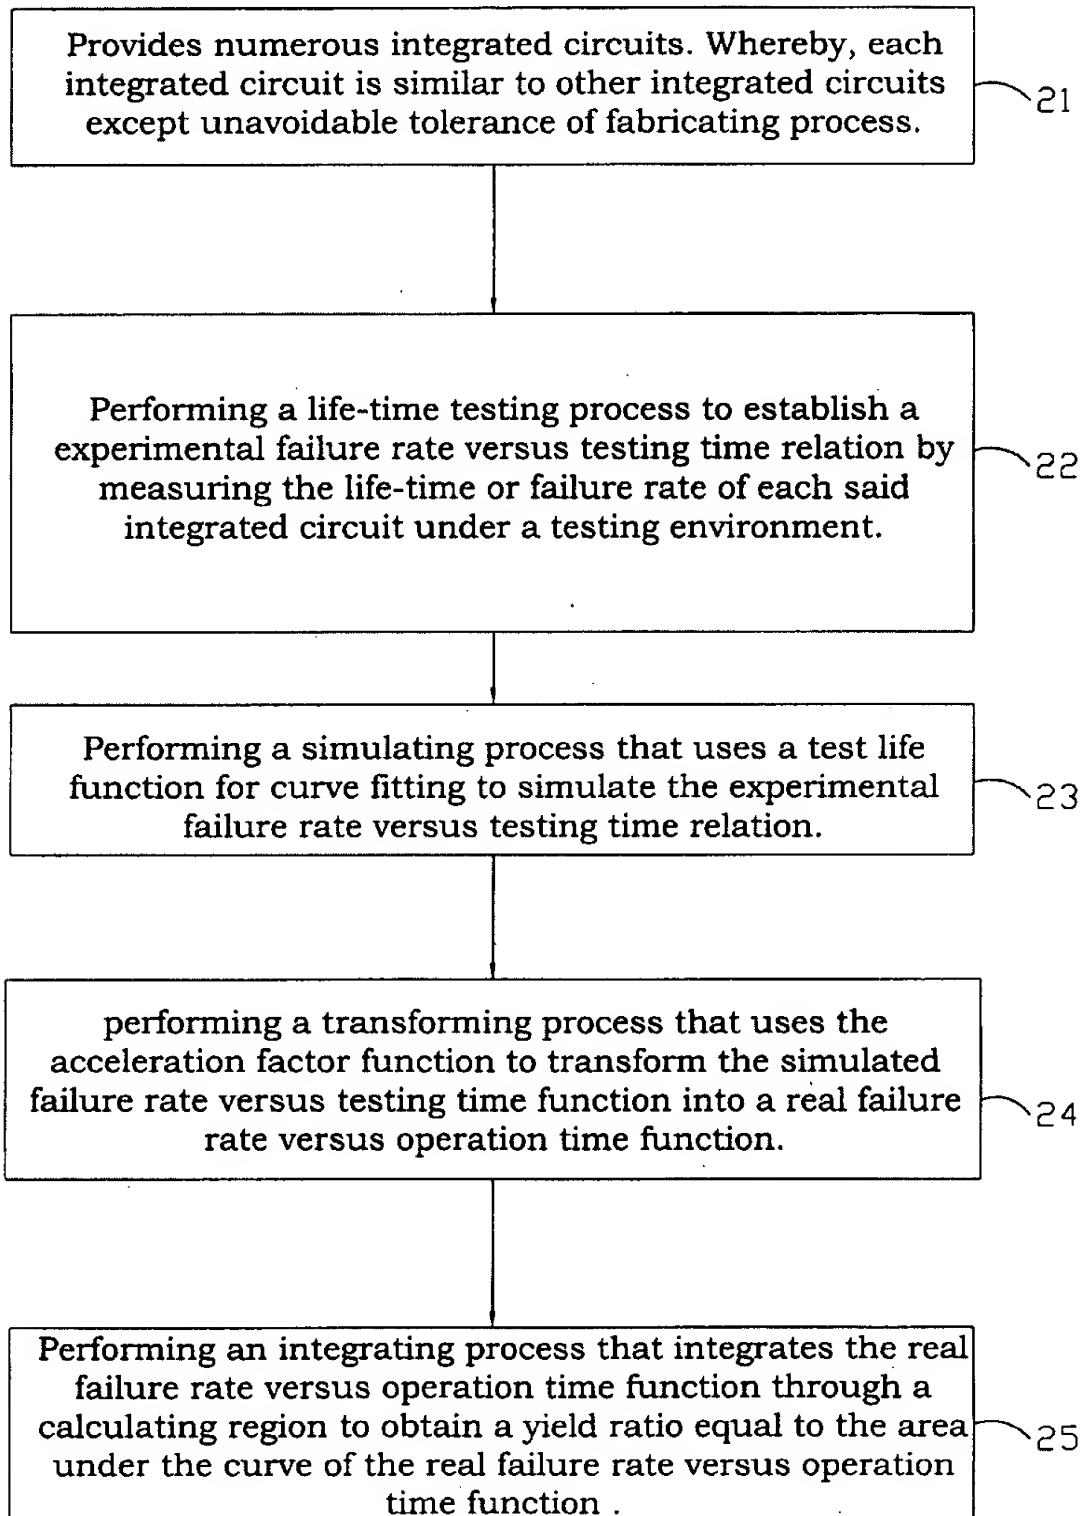 Provides numerous integrated circuits. Whereby, each
integrated circuit is similar to other integrated circuits
except unavoidable tolerance of fabricating process.
21
Performing a life-time testing process to establish a
experimental failure rate versus testing time relation by
measuring the life-time or failure rate of each said
integrated circuit under a testing environment.
22
Performing a simulating process that uses a test life
function for curve fitting to simulate the experimental
failure rate versus testing time relation.
23
performing a transforming process that uses the
acceleration factor function to transform the simulated
failure rate versus testing time function into a real failure
rate versus operation time function.
24
Performing an integrating process that integrates the real
failure rate versus operation time function through a
calculating region to obtain a yield ratio equal to the area
under the curve of the real failure rate versus operation
time function .
25